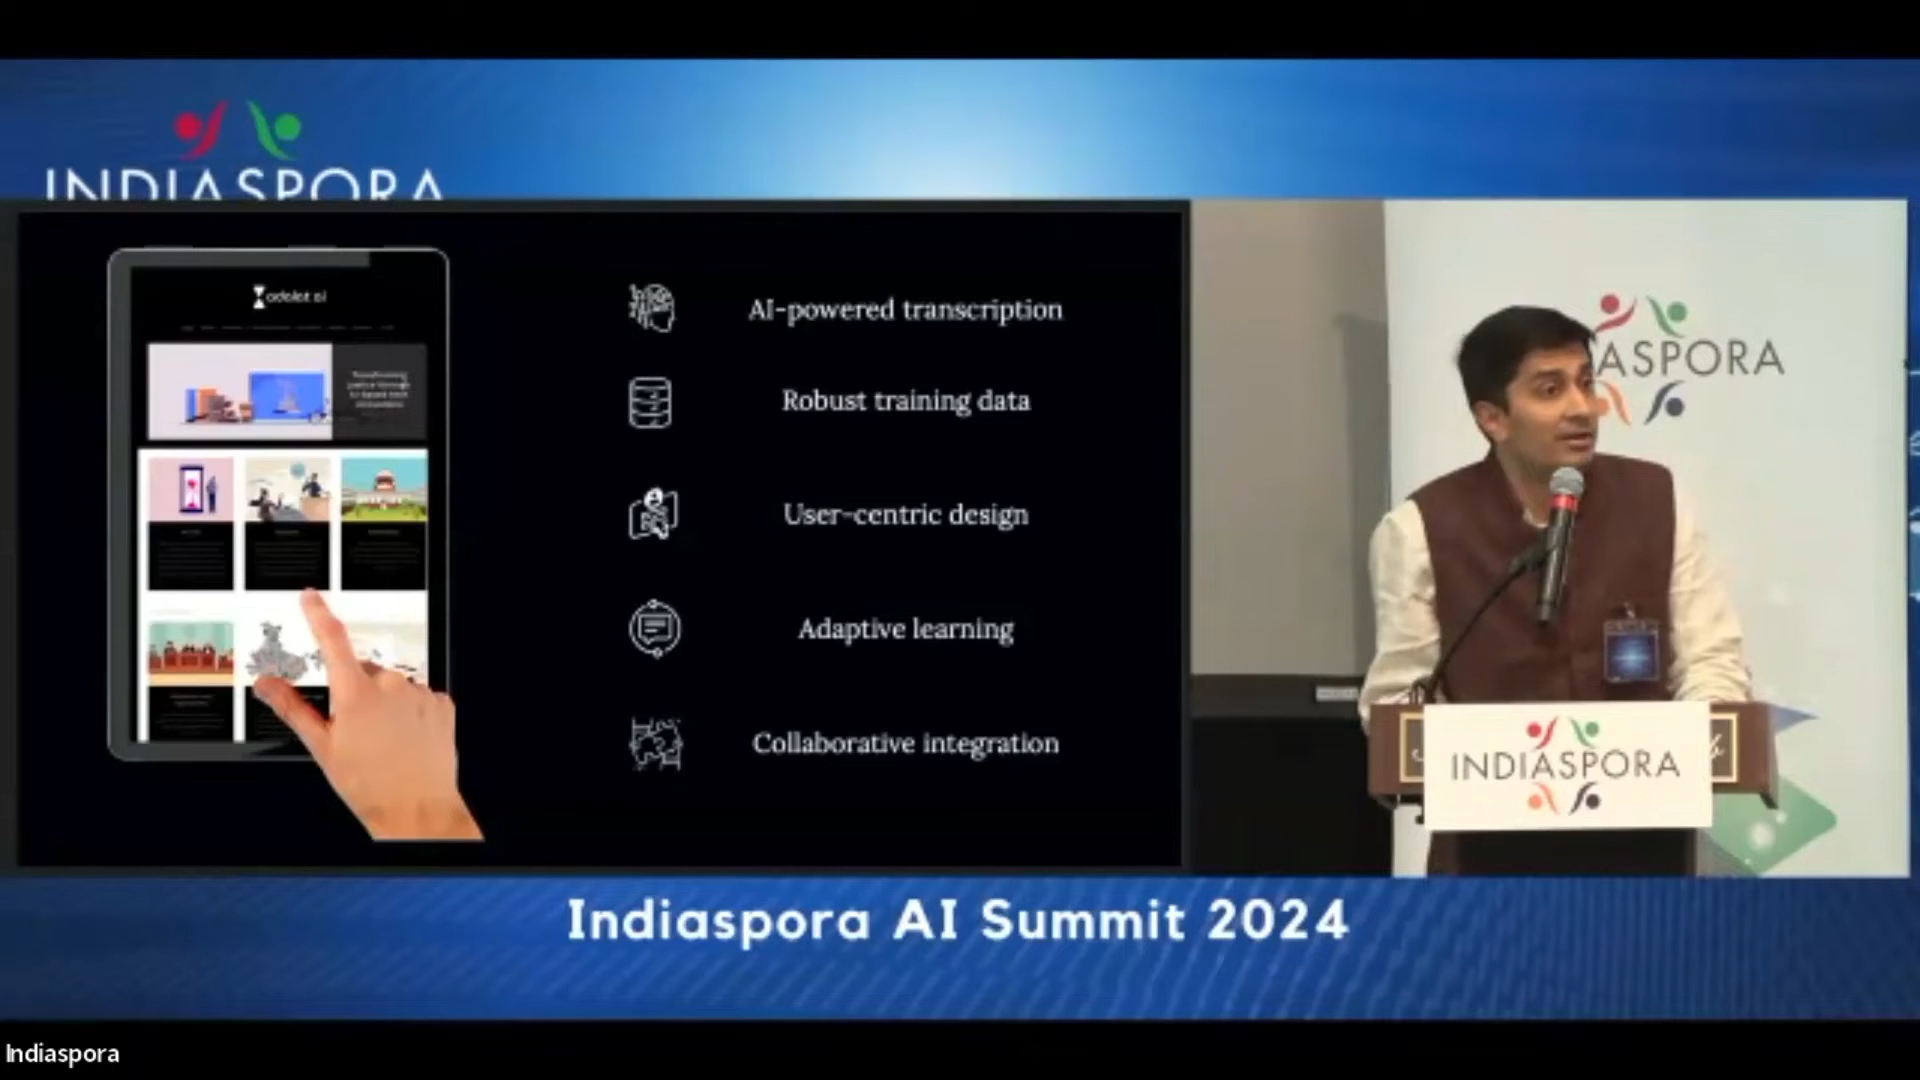 INDIASPORA
adalat ai
AI-powered transcription
Robust training data
User-centric design
Adaptive learning
Collaborative integration
ASPORA
INDIASPORA
Indiaspora AI Summit 2024
Indiaspora